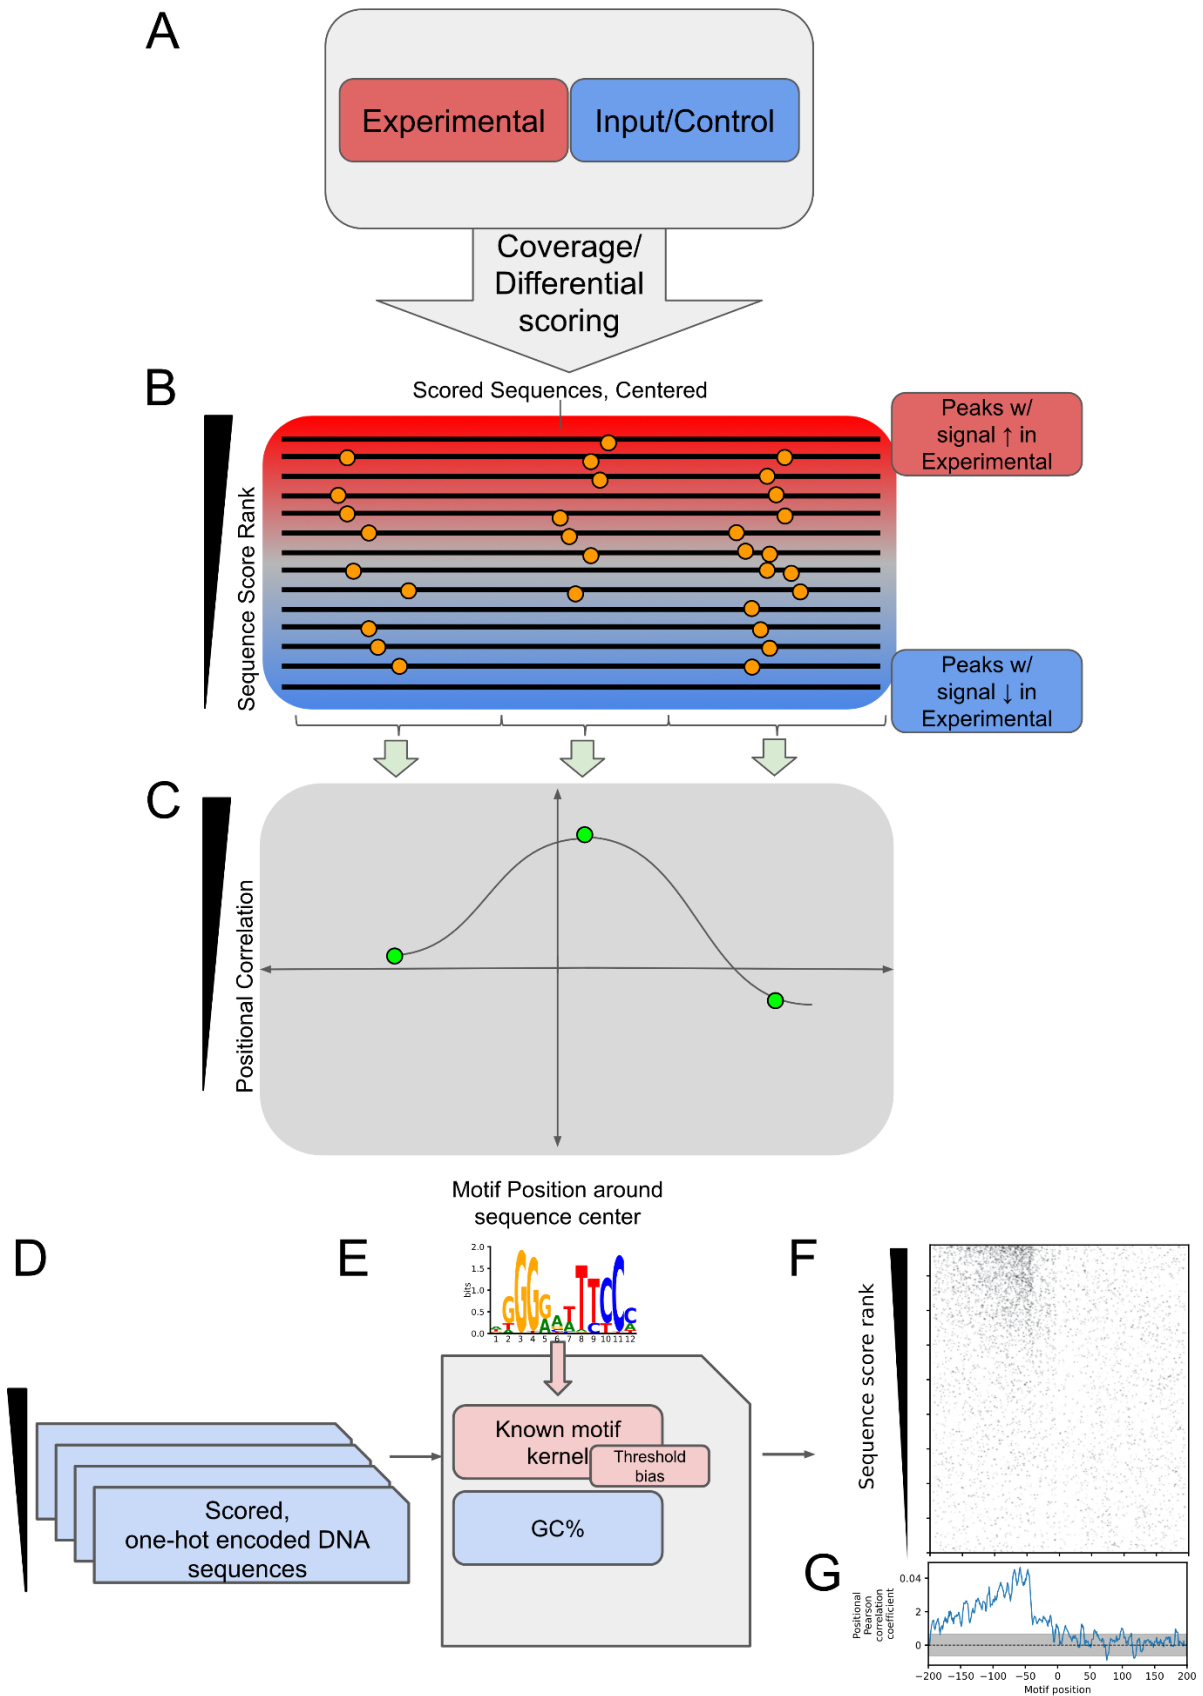 A
Experimental
Input/Control
Coverage/
Differential
scoring
B
Scored Sequences, Centered
Sequence Score Rank
Peaks w/
signal ↑ in
Experimental
Peaks w/
signal ↓ in
Experimental
C
Positional Correlation
Motif Position around
sequence center
D
Scored,
one-hot encoded DNA
sequences
E
2.0
1.5
1.0
0.5
0.0
bits
1 2 3 4 5 6 7 8 9 10 11 12
Known motif
kernel
Threshold
bias
GC%
F
Sequence score rank
G
Positional
Pearson
correlation
coefficient
0.04
2
0
−200 −150 −100 −50 0 50 100 150 200
Motif position